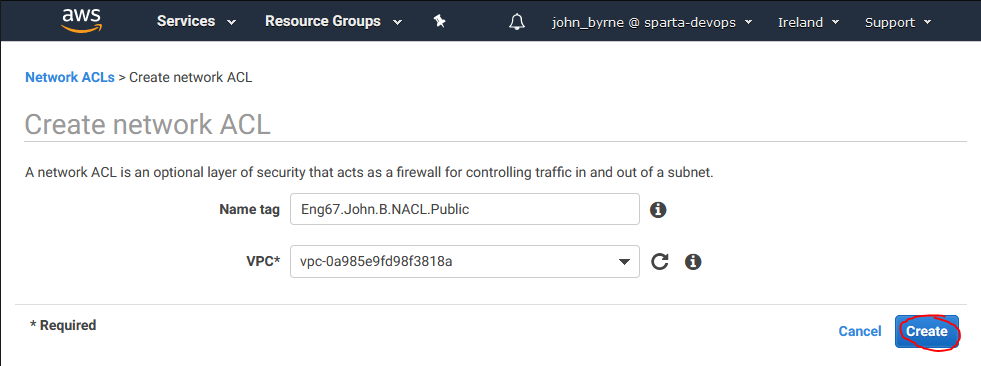 aws Services Resource Groups john_byrne @ sparta-devops Ireland Support
Network ACLs > Create network ACL
Create network ACL
A network ACL is an optional layer of security that acts as a firewall for controlling traffic in and out of a subnet.
Name tag Eng67.John.B.NACL.Public
VPC* vpc-0a985e9fd98f3818a
* Required
Cancel Create